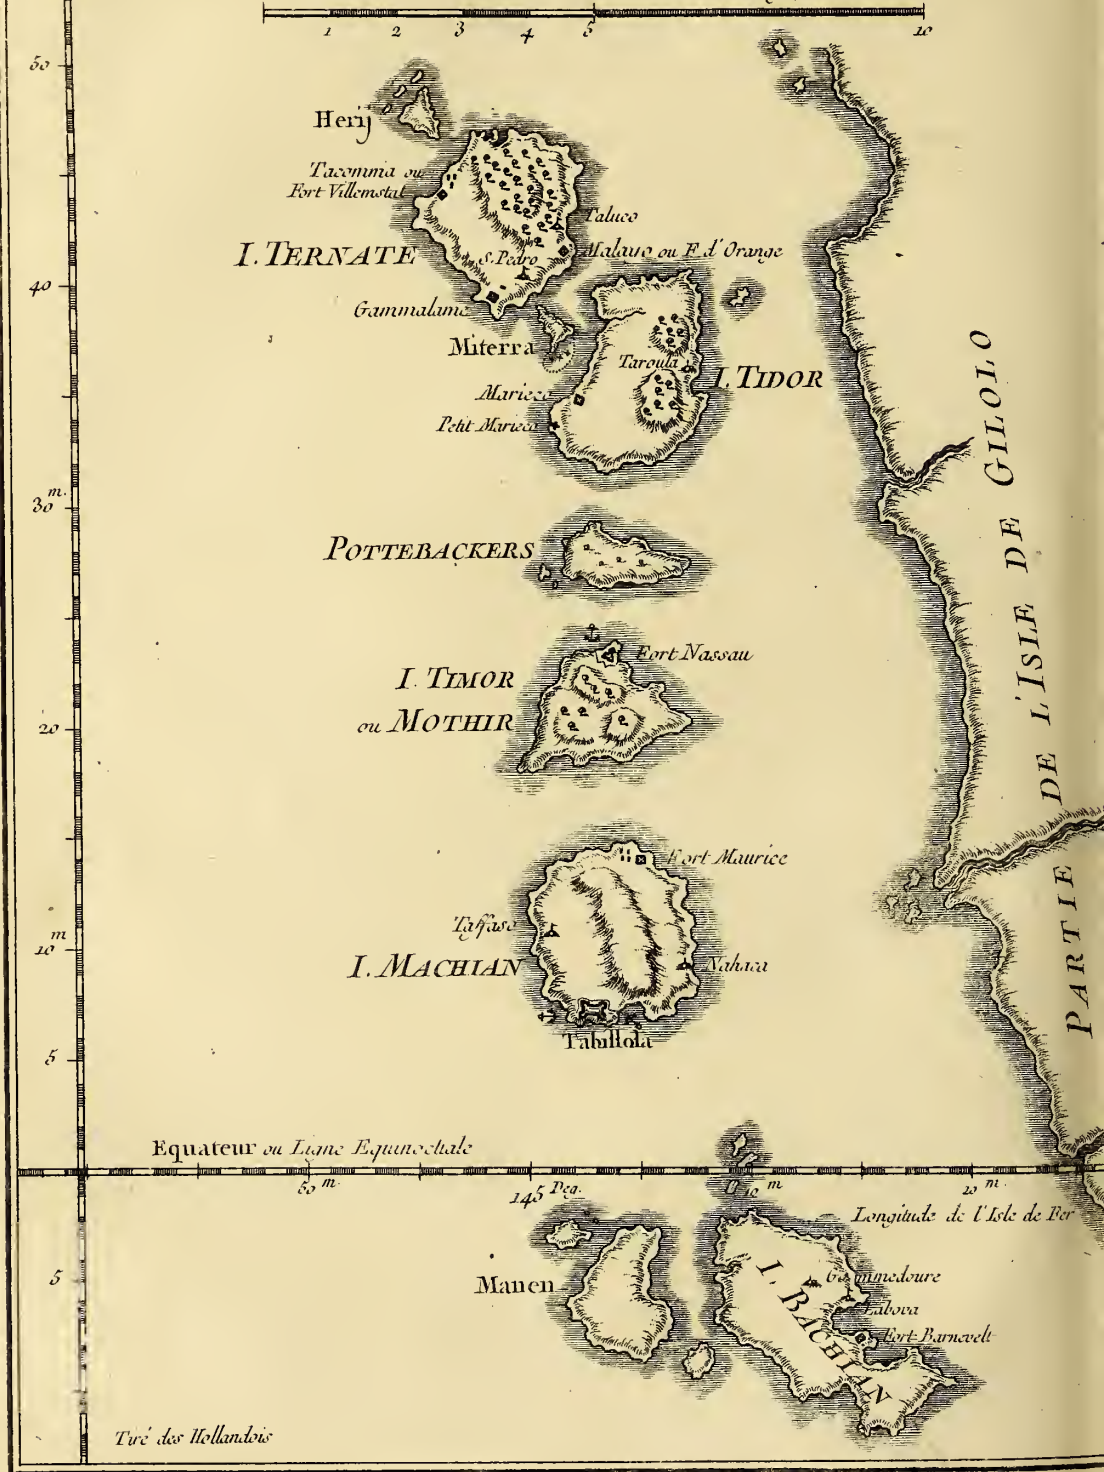 1 2 3 4 5 10
50
Herij
Tacomma ou
Fort Villemstat
Taluco
I. TERNATE
S. Pedro
Malayo ou F. d'Orange
40
Gammalame
Miterra
Taroula
I. TIDOR
Marieco
Petit Marieco
30 m.
POTTEBACKERS
Fort Nassau
I. TIMOR
ou MOTHIR
20
Fort Maurice
Taffaso
10 m
I. MACHIAN
Nahaca
Tabillola
5
PARTIE DE L'ISLE DE GILOLO
Equateur ou Ligne Equinoctiale
50 m. 145 Deg. 10 m 20 m.
Longitude de l'Isle de Fer
5
Manen
Gammedoure
Labova
Fort Barnevelt
I. BACHIAN
Tiré des Hollandois